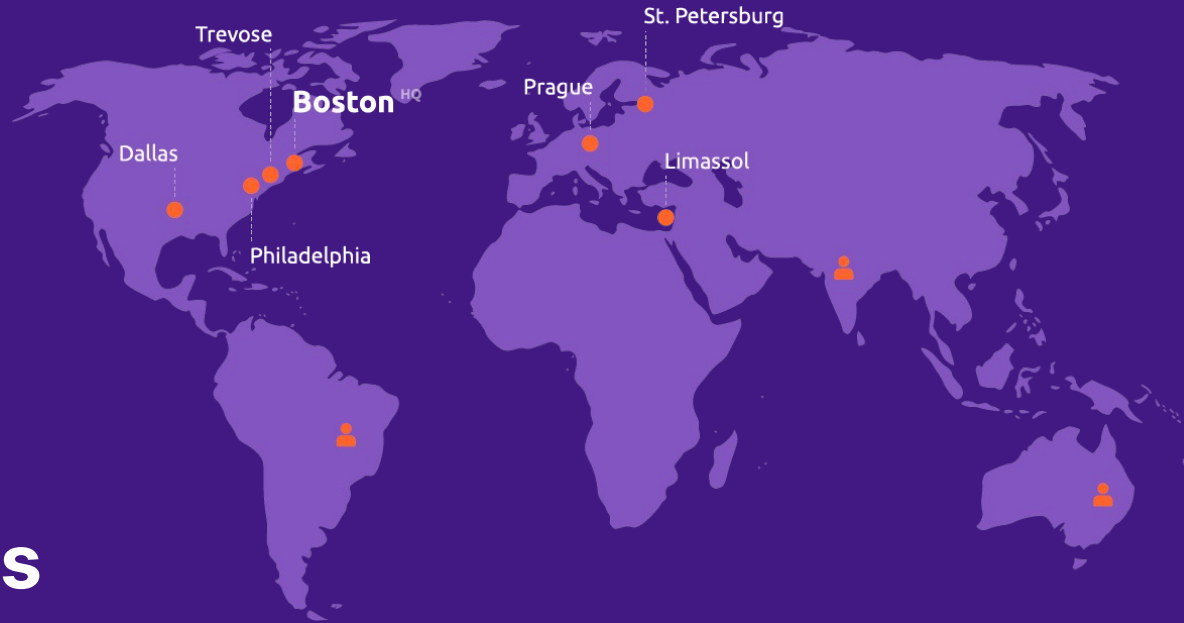 St. Petersburg
Trevose
Prague
Boston HQ
Dallas
Limassol
Philadelphia
s